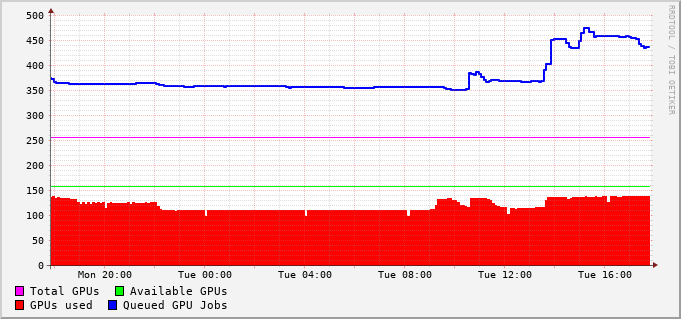 500
450
400
350
300
250
200
150
100
50
0
Mon 20:00 Tue 00:00 Tue 04:00 Tue 08:00 Tue 12:00 Tue 16:00
Total GPUs Available GPUs
GPUs used Queued GPU Jobs
RRDTOOL / TOBI OETIKER